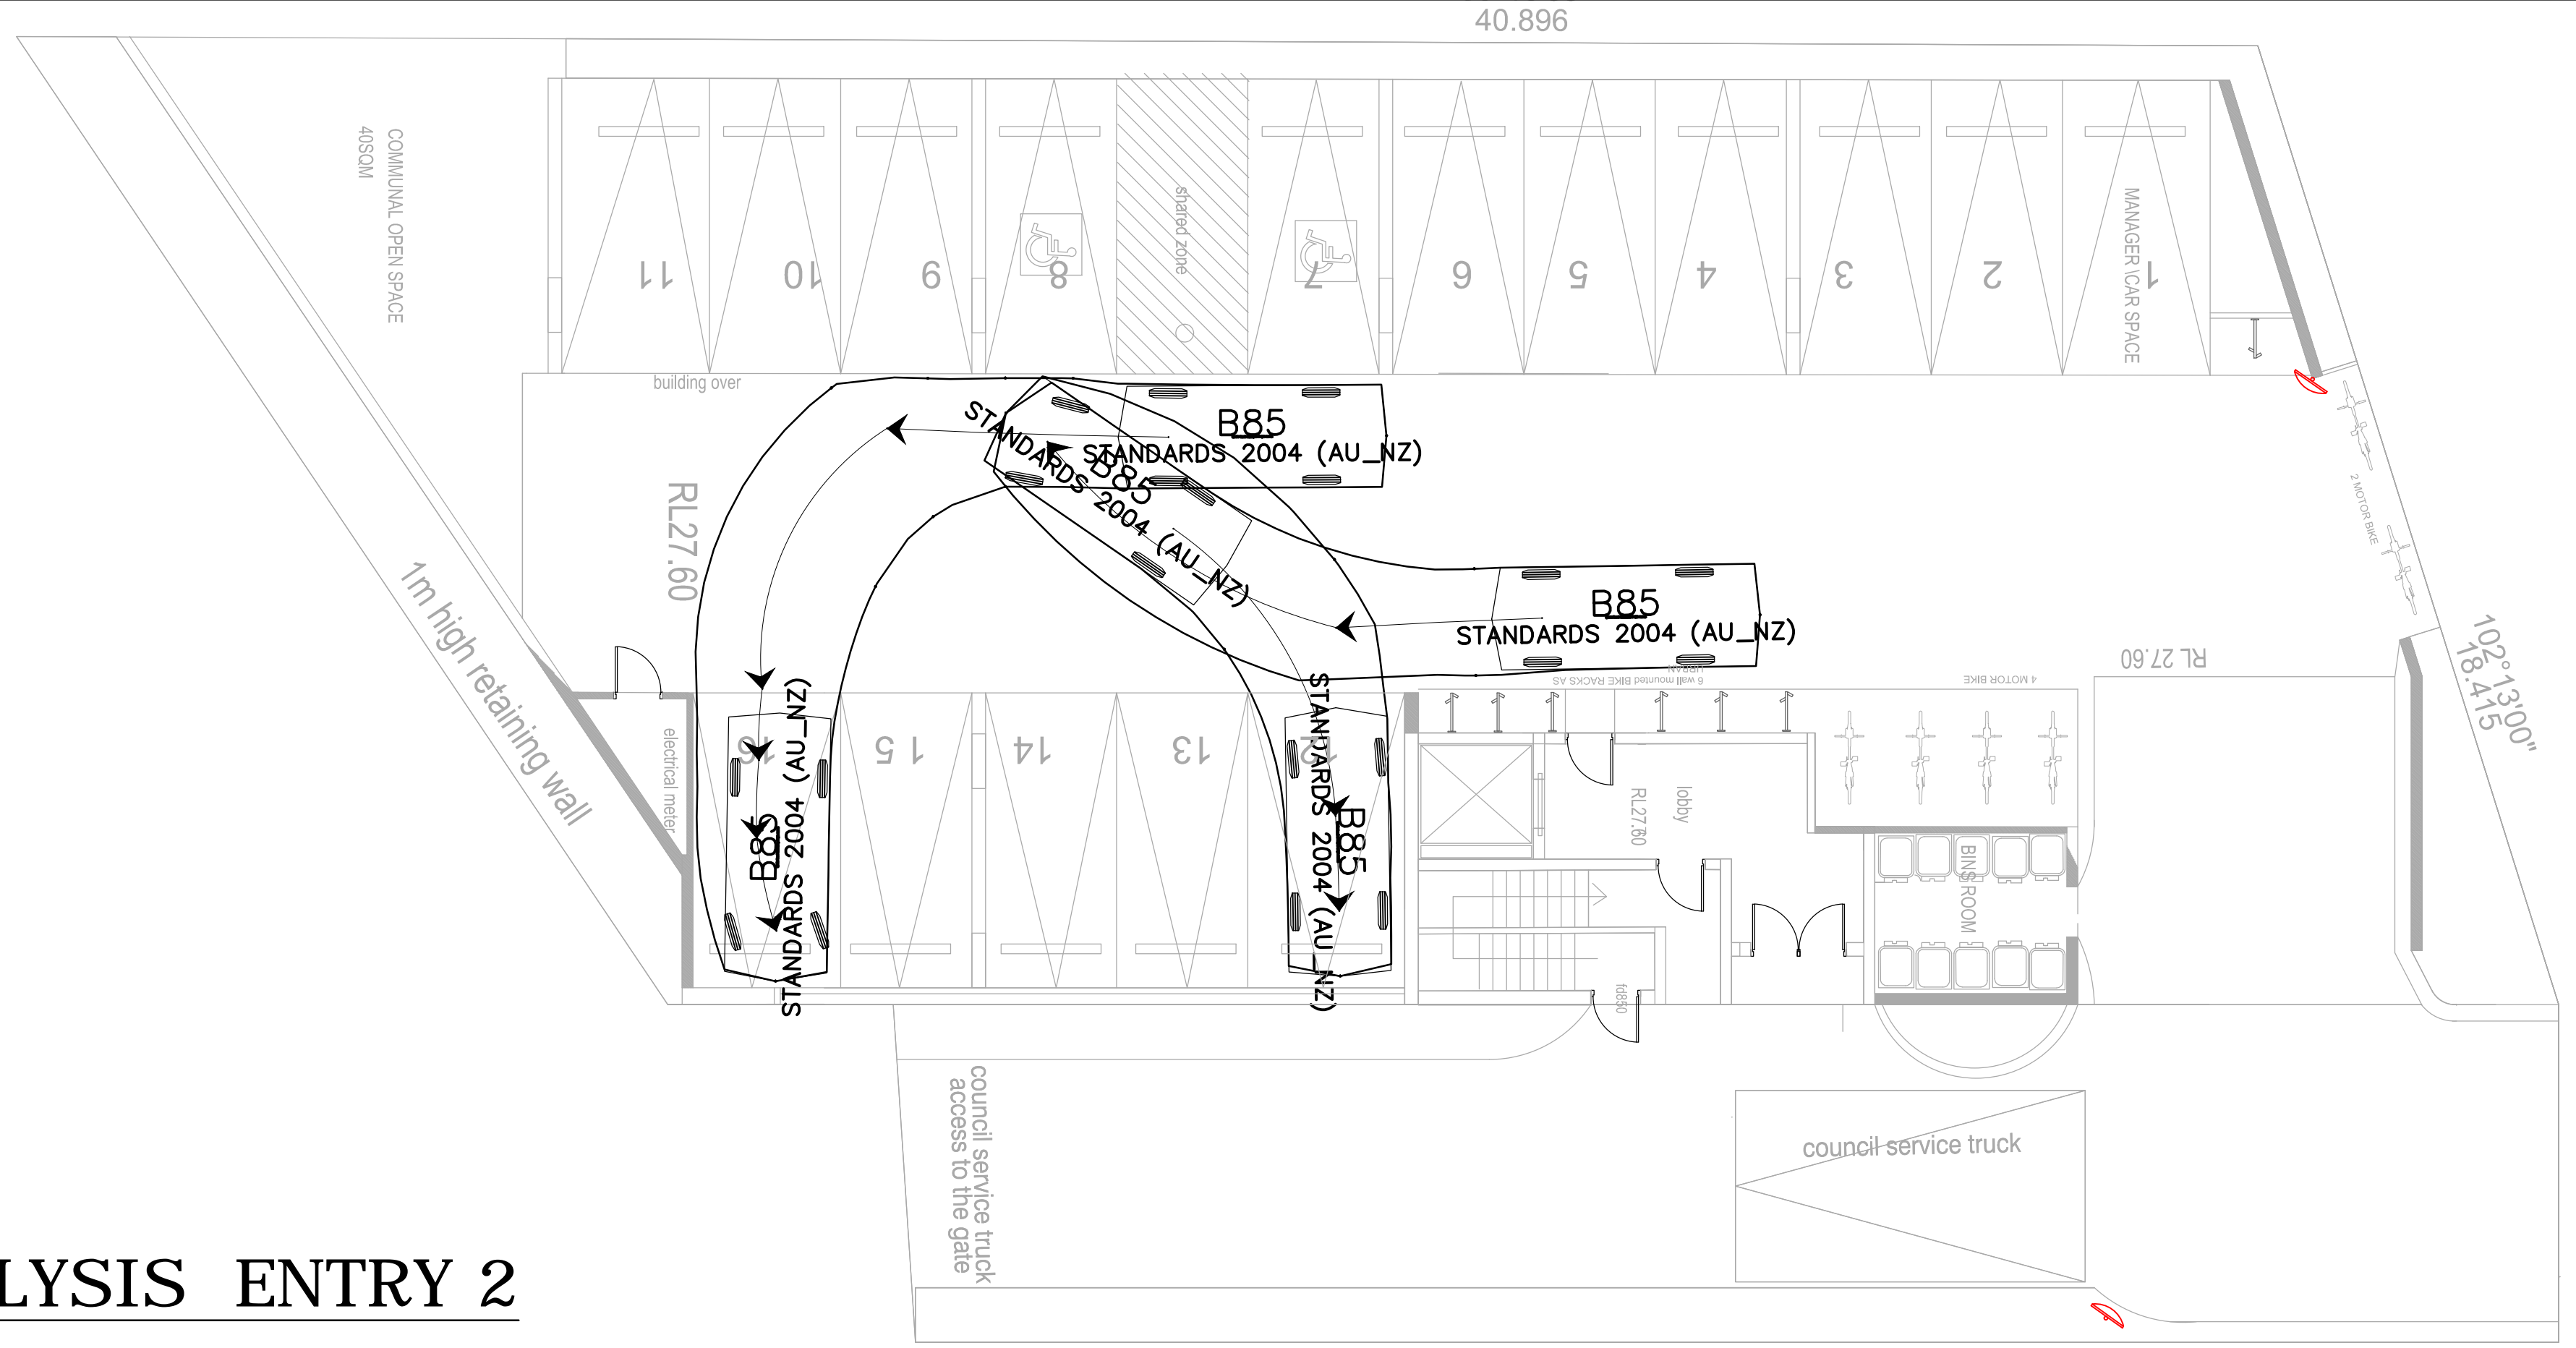 40.896
COMMUNAL OPEN SPACE
40SQM
shared zone
MANAGER \CAR SPACE
11
10
9
8
7
6
5
4
3
2
1
building over
B85
STANDARDS 2004 (AU_NZ)
B85
STANDARDS 2004 (AU_NZ)
B85
STANDARDS 2004 (AU_NZ)
RL27.60
1m high retaining wall
2 MOTOR BIKE
102°13'00"
18.415
RL 27.60
6 wall mounted BIKE RACKS AS
URBAN
4 MOTOR BIKE
electrical meter
16
15
14
13
12
B85
STANDARDS 2004 (AU_NZ)
B85
STANDARDS 2004 (AU_NZ)
RL27.60
lobby
BINS ROOM
fd850
council service truck
access to the gate
council service truck
LYSIS ENTRY 2